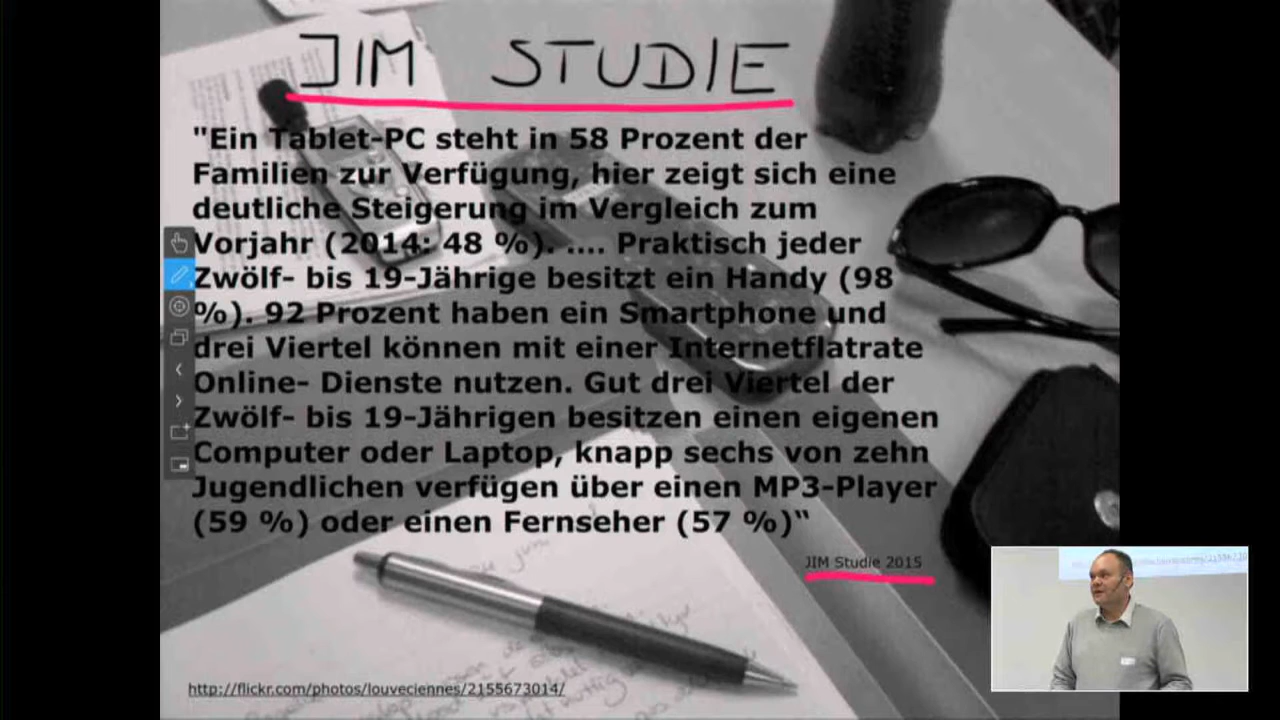 JIM STUDIE
"Ein Tablet-PC steht in 58 Prozent der
Familien zur Verfügung, hier zeigt sich eine
deutliche Steigerung im Vergleich zum
Vorjahr (2014: 48 %). .... Praktisch jeder
Zwölf- bis 19-Jährige besitzt ein Handy (98
%). 92 Prozent haben ein Smartphone und
drei Viertel können mit einer Internetflatrate
Online- Dienste nutzen. Gut drei Viertel der
Zwölf- bis 19-Jährigen besitzen einen eigenen
Computer oder Laptop, knapp sechs von zehn
Jugendlichen verfügen über einen MP3-Player
(59 %) oder einen Fernseher (57 %)“
JIM Studie 2015
http://flickr.com/photos/louveciennes/2155673014/